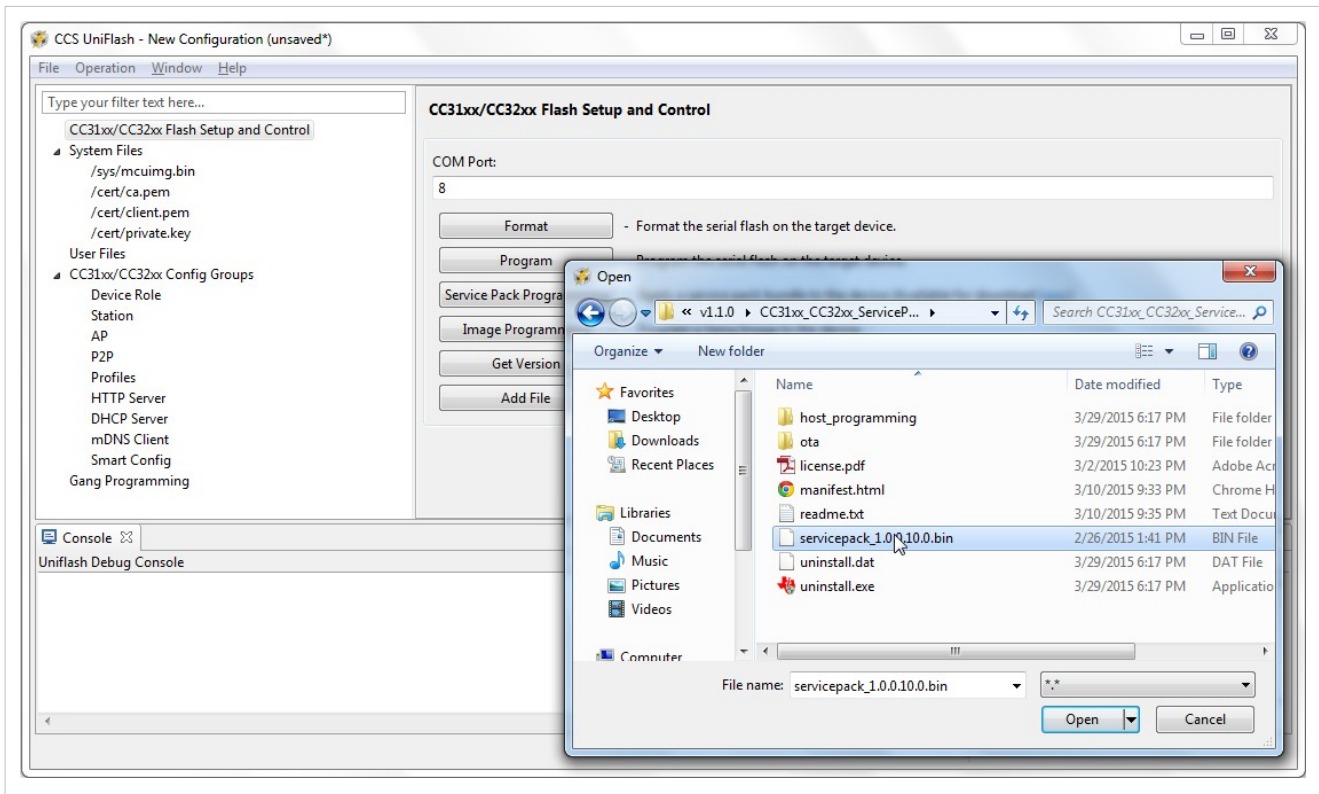 CCS UniFlash - New Configuration (unsaved*)
File Operation Window Help
Type your filter text here...
CC31xx/CC32xx Flash Setup and Control
System Files
/sys/mcuimg.bin
/cert/ca.pem
/cert/client.pem
/cert/private.key
User Files
CC31xx/CC32xx Config Groups
Device Role
Station
AP
P2P
Profiles
HTTP Server
DHCP Server
mDNS Client
Smart Config
Gang Programming
CC31xx/CC32xx Flash Setup and Control
COM Port:
8
Format - Format the serial flash on the target device.
Program
Service Pack Progra
Image Programm
Get Version
Add File
Console
Uniflash Debug Console
Open
« v1.1.0 CC31xx_CC32xx_ServiceP... Search CC31xx_CC32xx_Service...
Organize New folder
Favorites
Desktop
Downloads
Recent Places
Libraries
Documents
Music
Pictures
Videos
Computer
Name Date modified Type
host_programming 3/29/2015 6:17 PM File folder
ota 3/29/2015 6:17 PM File folder
license.pdf 3/2/2015 10:23 PM Adobe Acr
manifest.html 3/10/2015 9:33 PM Chrome H
readme.txt 3/10/2015 9:35 PM Text Docu
servicepack_1.0.0.10.0.bin 2/26/2015 1:41 PM BIN File
uninstall.dat 3/29/2015 6:17 PM DAT File
uninstall.exe 3/29/2015 6:17 PM Applicatio
File name: servicepack_1.0.0.10.0.bin *.*
Open Cancel